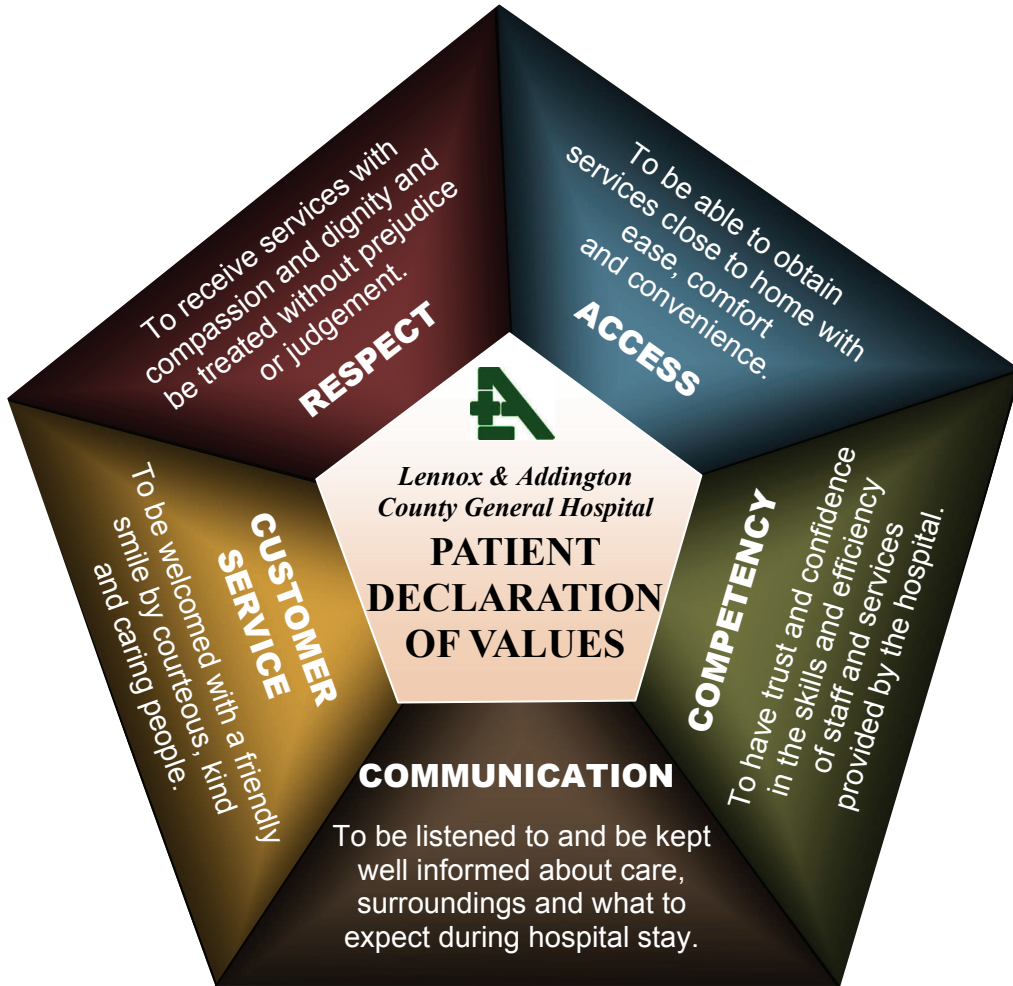 To receive services with
compassion and dignity and
be treated without prejudice
or judgement.
RESPECT
To be able to obtain
services close to home with
ease, comfort
and convenience.
ACCESS
LA
Lennox & Addington
County General Hospital
PATIENT
DECLARATION
OF VALUES
CUSTOMER
SERVICE
To be welcomed with a friendly
smile by courteous, kind
and caring people.
COMPETENCY
To have trust and confidence
in the skills and efficiency
of staff and services
provided by the hospital.
COMMUNICATION
To be listened to and be kept
well informed about care,
surroundings and what to
expect during hospital stay.